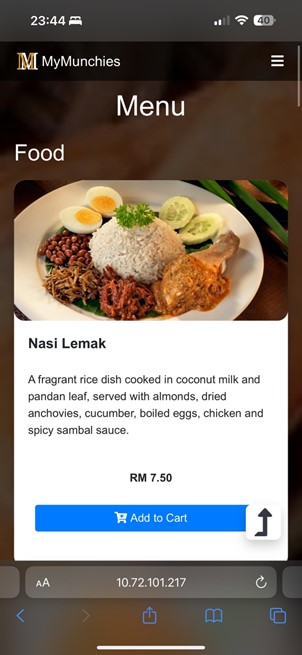 23:44
40
M MyMunchies
Menu
Food
Nasi Lemak
A fragrant rice dish cooked in coconut milk and
pandan leaf, served with almonds, dried
anchovies, cucumber, boiled eggs, chicken and
spicy sambal sauce.
RM 7.50
Add to Cart
AA
10.72.101.217